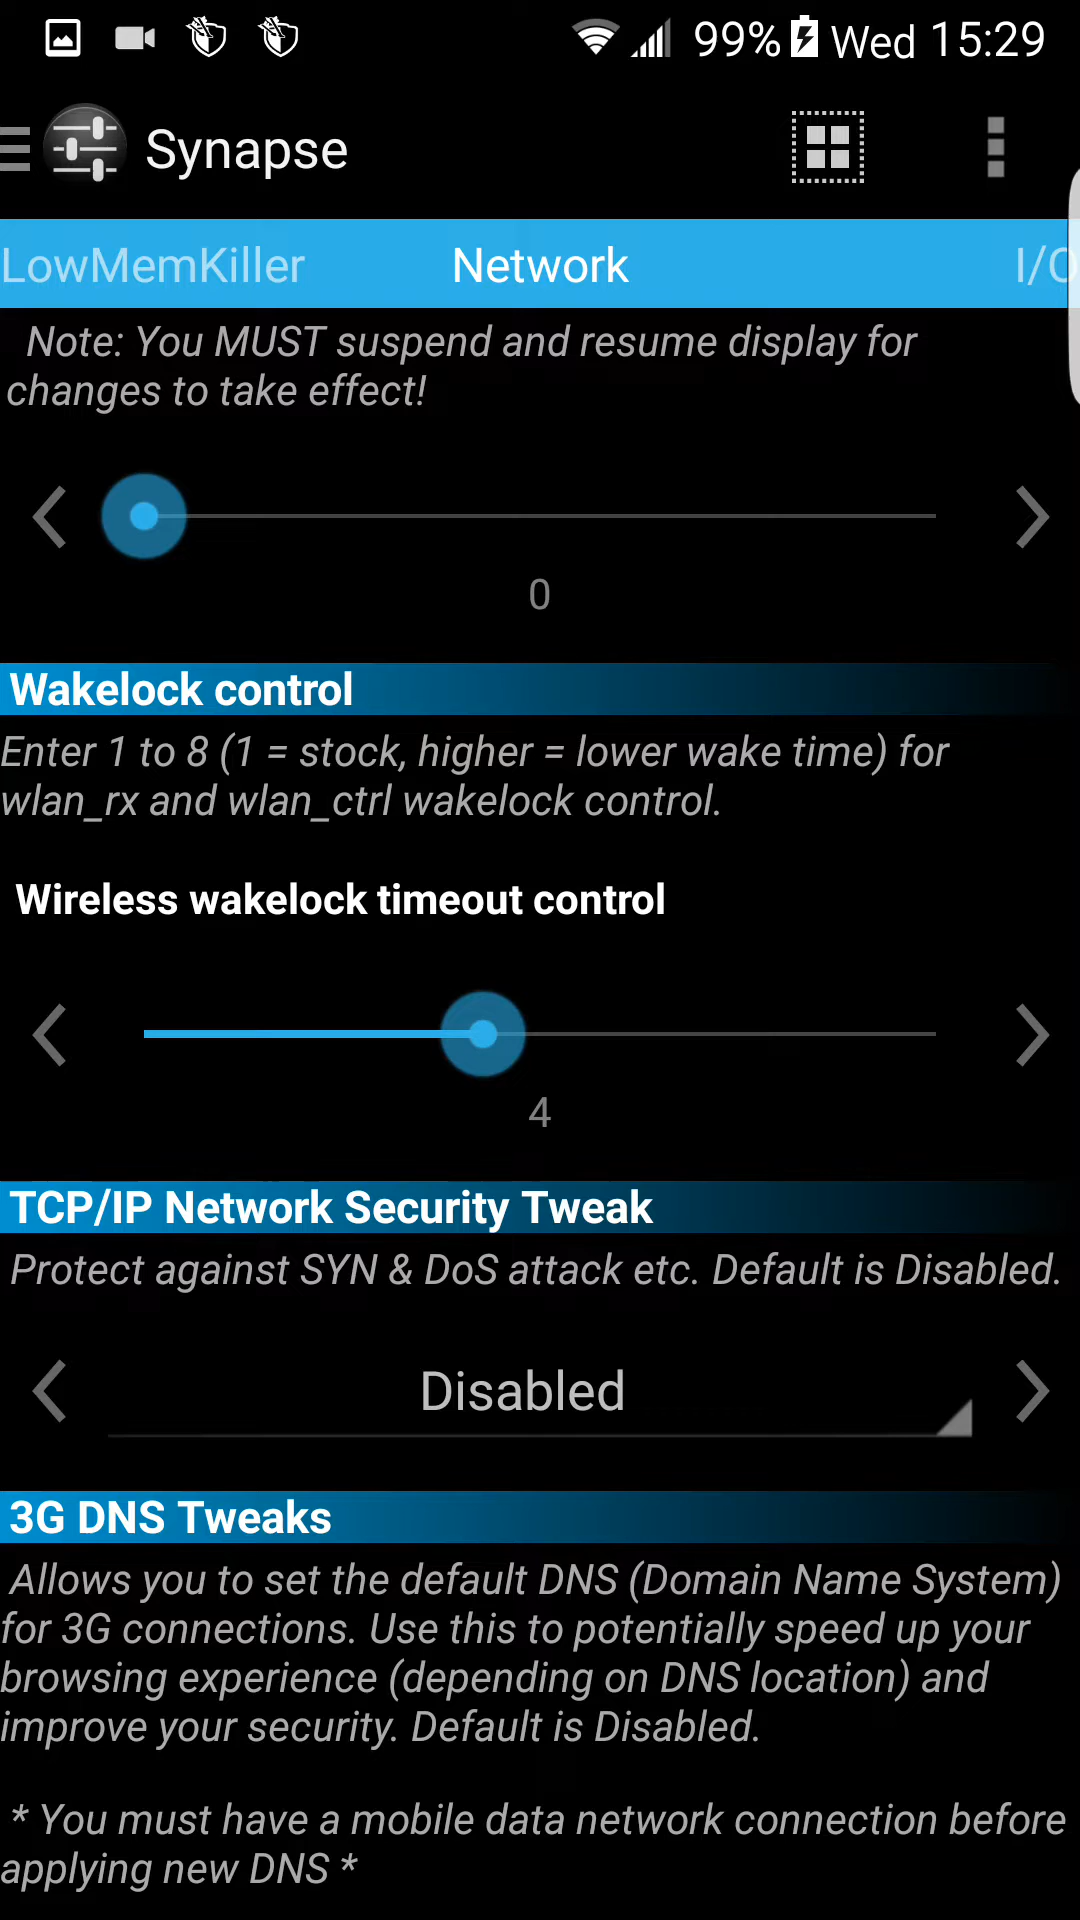 99% Wed 15:29
Synapse
LowMemKiller Network I/O
Note: You MUST suspend and resume display for
changes to take effect!
0
Wakelock control
Enter 1 to 8 (1 = stock, higher = lower wake time) for
wlan_rx and wlan_ctrl wakelock control.
Wireless wakelock timeout control
4
TCP/IP Network Security Tweak
Protect against SYN & DoS attack etc. Default is Disabled.
Disabled
3G DNS Tweaks
Allows you to set the default DNS (Domain Name System)
for 3G connections. Use this to potentially speed up your
browsing experience (depending on DNS location) and
improve your security. Default is Disabled.
* You must have a mobile data network connection before
applying new DNS *